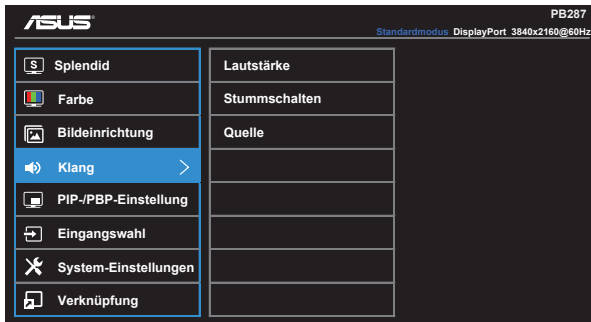 ASUS
PB287
Standardmodus DisplayPort 3840x2160@60Hz
S Splendid
Farbe
Bildeinrichtung
Klang
PIP-/PBP-Einstellung
Eingangswahl
System-Einstellungen
Verknüpfung
Lautstärke
Stummschalten
Quelle